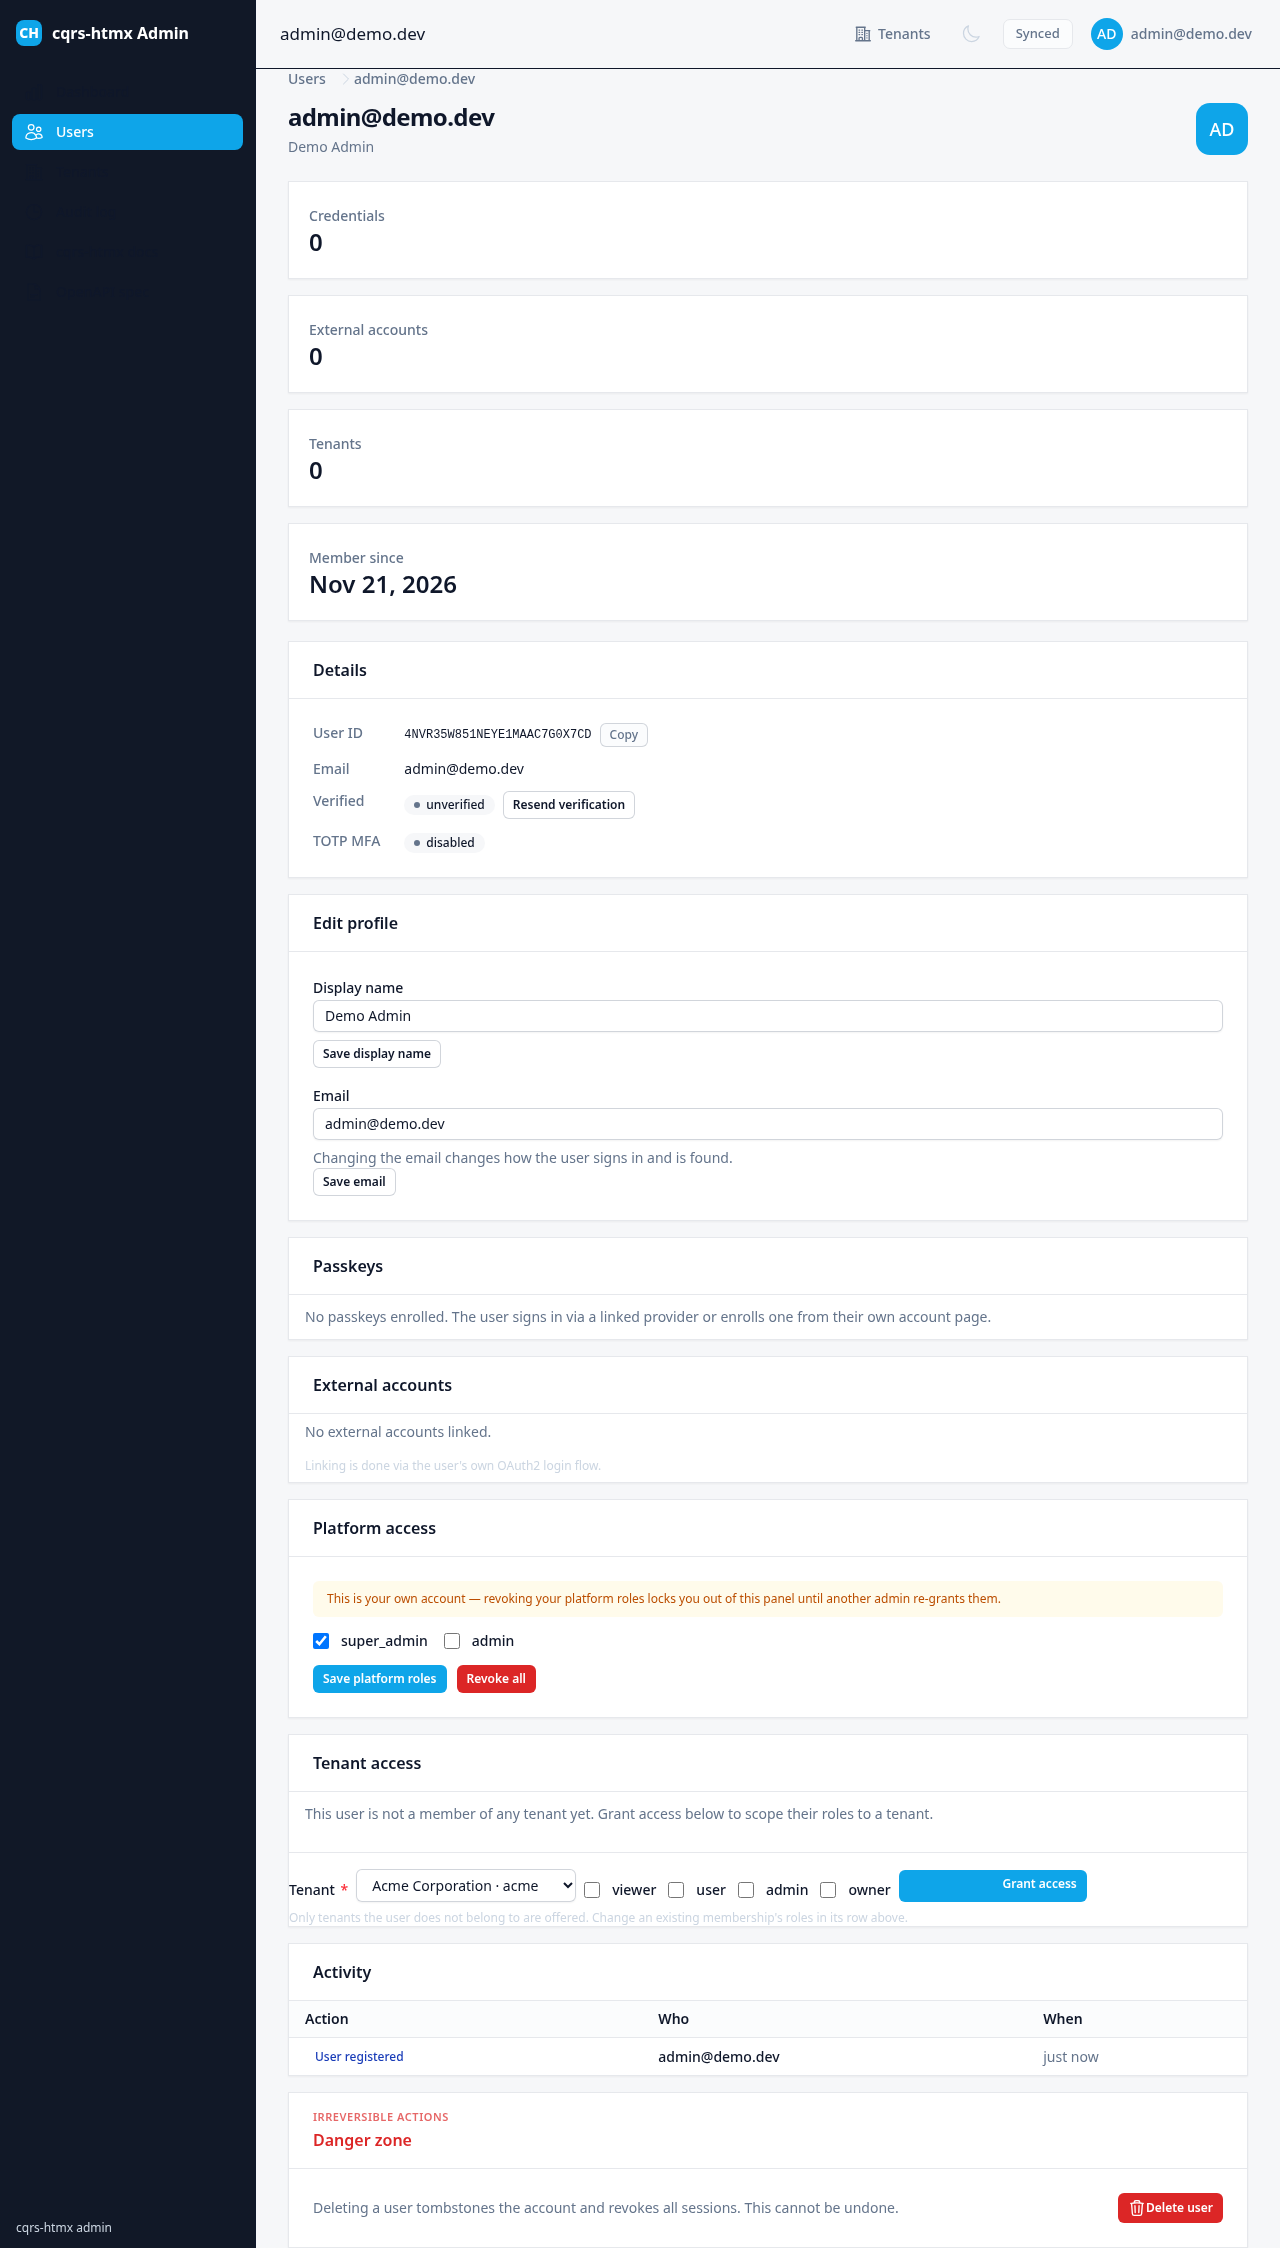 CH cqrs-htmx Admin
Users
cqrs-htmx admin
admin@demo.dev
Tenants
Synced
AD admin@demo.dev
Users admin@demo.dev
admin@demo.dev
Demo Admin
AD
Credentials
0
External accounts
0
Tenants
0
Member since
Nov 21, 2026
Details
User ID 4NVR35W851NEYE1MAAC7G0X7CD Copy
Email admin@demo.dev
Verified unverified Resend verification
TOTP MFA disabled
Edit profile
Display name
Demo Admin
Save display name
Email
admin@demo.dev
Changing the email changes how the user signs in and is found.
Save email
Passkeys
No passkeys enrolled. The user signs in via a linked provider or enrolls one from their own account page.
External accounts
No external accounts linked.
Linking is done via the user's own OAuth2 login flow.
Platform access
This is your own account — revoking your platform roles locks you out of this panel until another admin re-grants them.
super_admin admin
Save platform roles Revoke all
Tenant access
This user is not a member of any tenant yet. Grant access below to scope their roles to a tenant.
Tenant * Acme Corporation · acme viewer user admin owner Grant access
Only tenants the user does not belong to are offered. Change an existing membership's roles in its row above.
Activity
Action Who When
User registered admin@demo.dev just now
IRREVERSIBLE ACTIONS
Danger zone
Deleting a user tombstones the account and revokes all sessions. This cannot be undone. Delete user